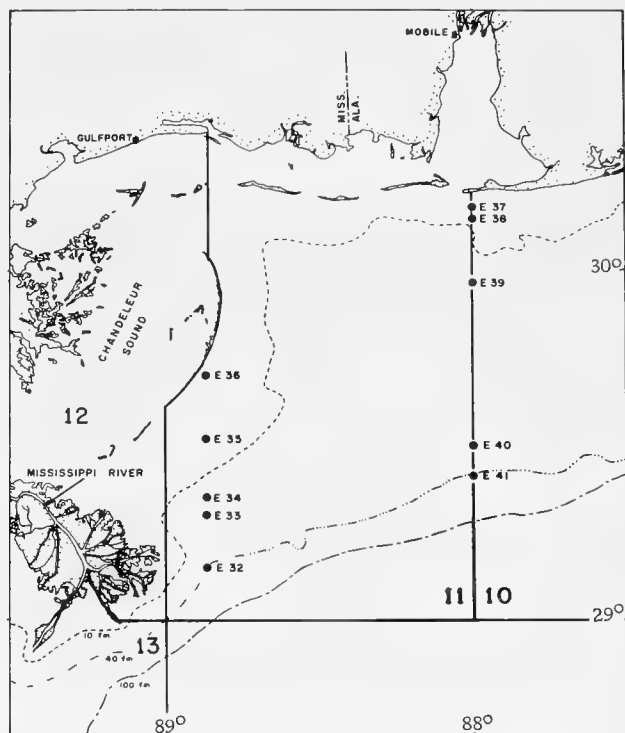 MOBILE
MISS.
ALA.
GULFPORT
E 37
E 38
30°
E 39
CHANDELEUR
SOUND
E 36
12
E 35
E 40
MISSISSIPPI RIVER
E 41
E 34
E 33
E 32
11 10
29°
10 fm.
13
40 fm
100 fm
89°
88°